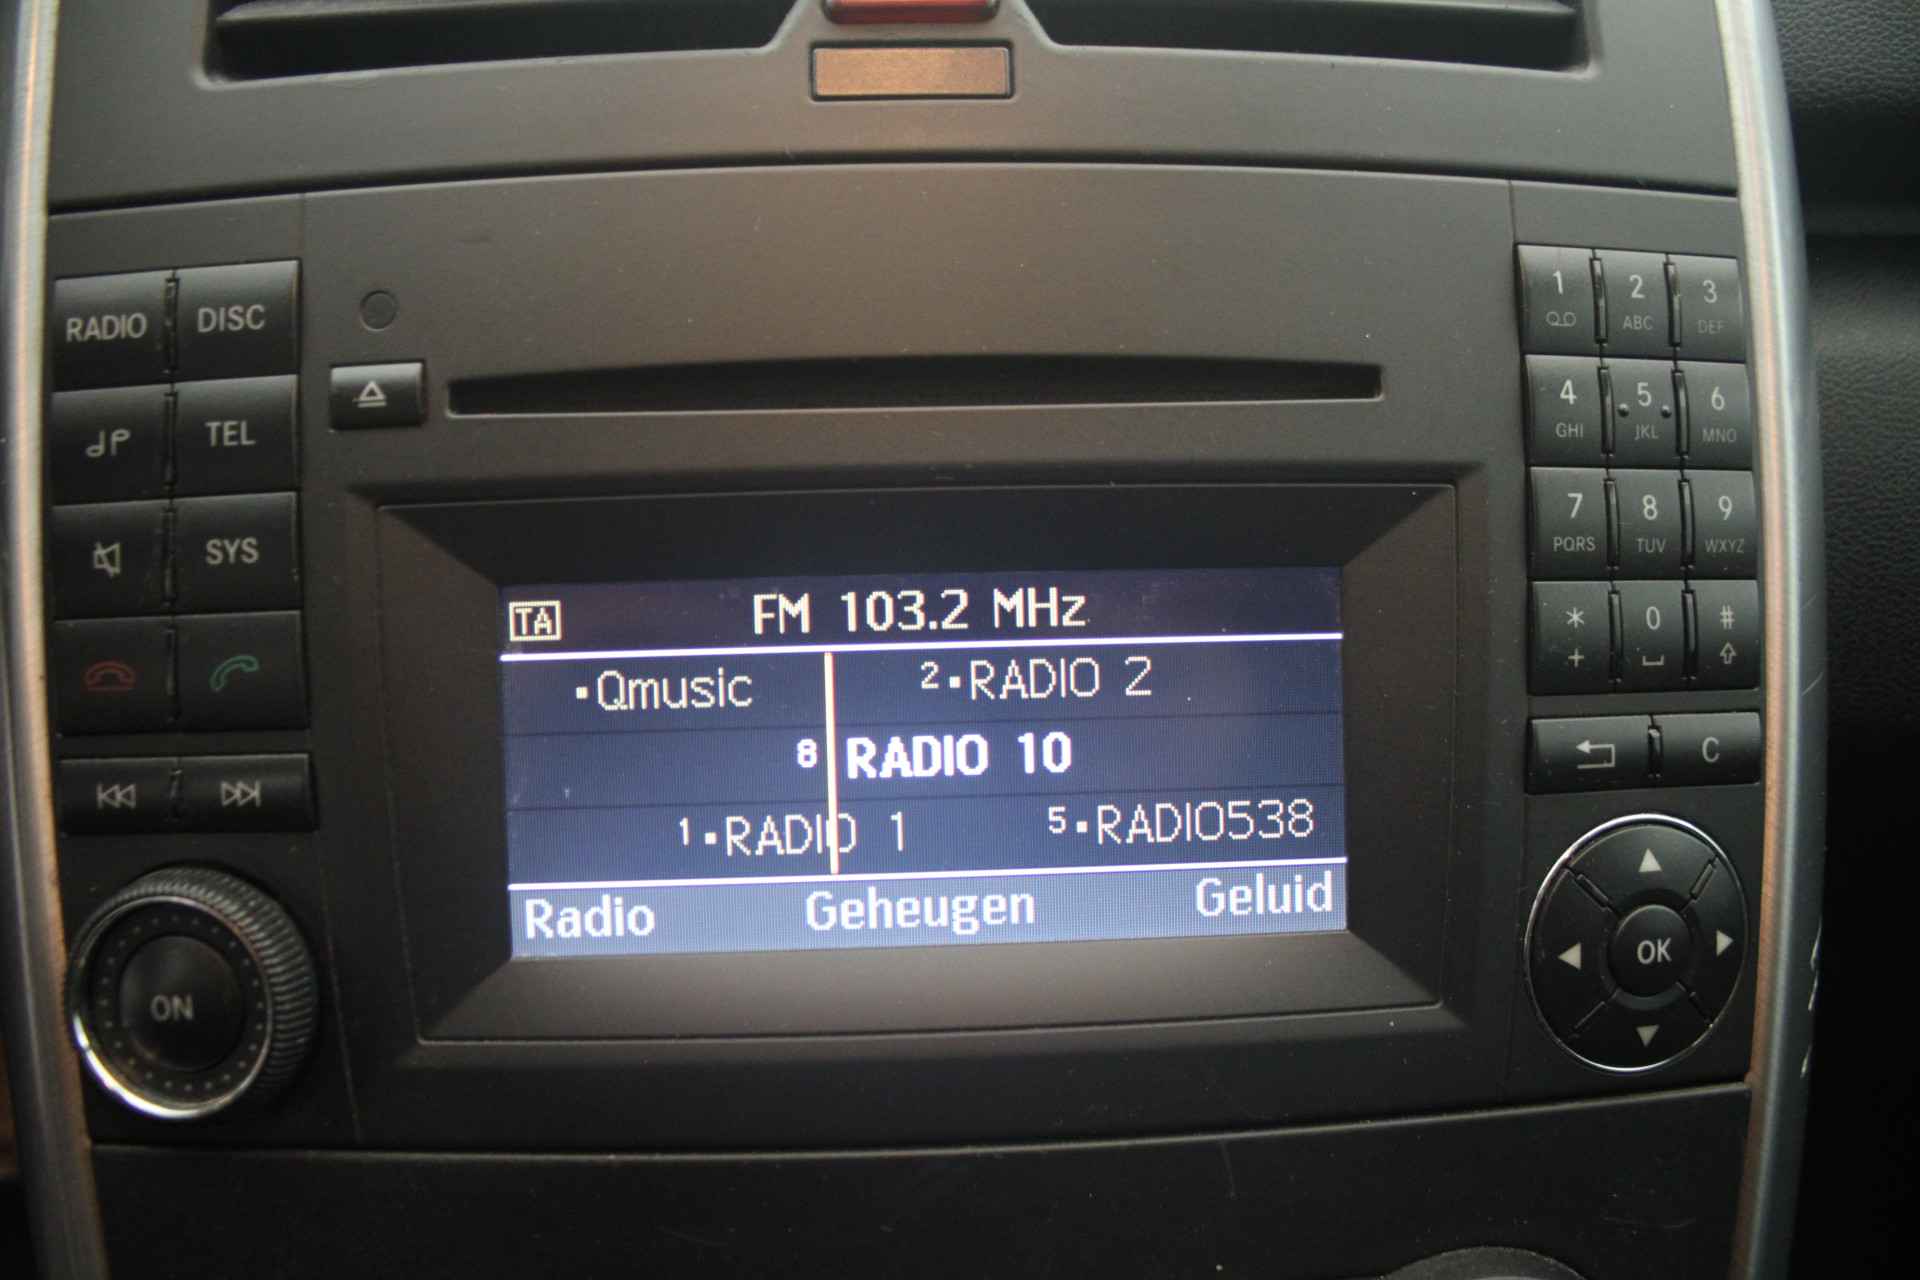 RADIO DISC
TEL
SYS
ON
TA FM 103.2 MHz
Qmusic 2 RADIO 2
8 RADIO 10
1 RADIO 1 5 RADIO538
Radio Geheugen Geluid
1 2 3
ABC DEF
4 5 6
GHI JKL MNO
7 8 9
PQRS TUV WXYZ
* 0 #
+
C
OK